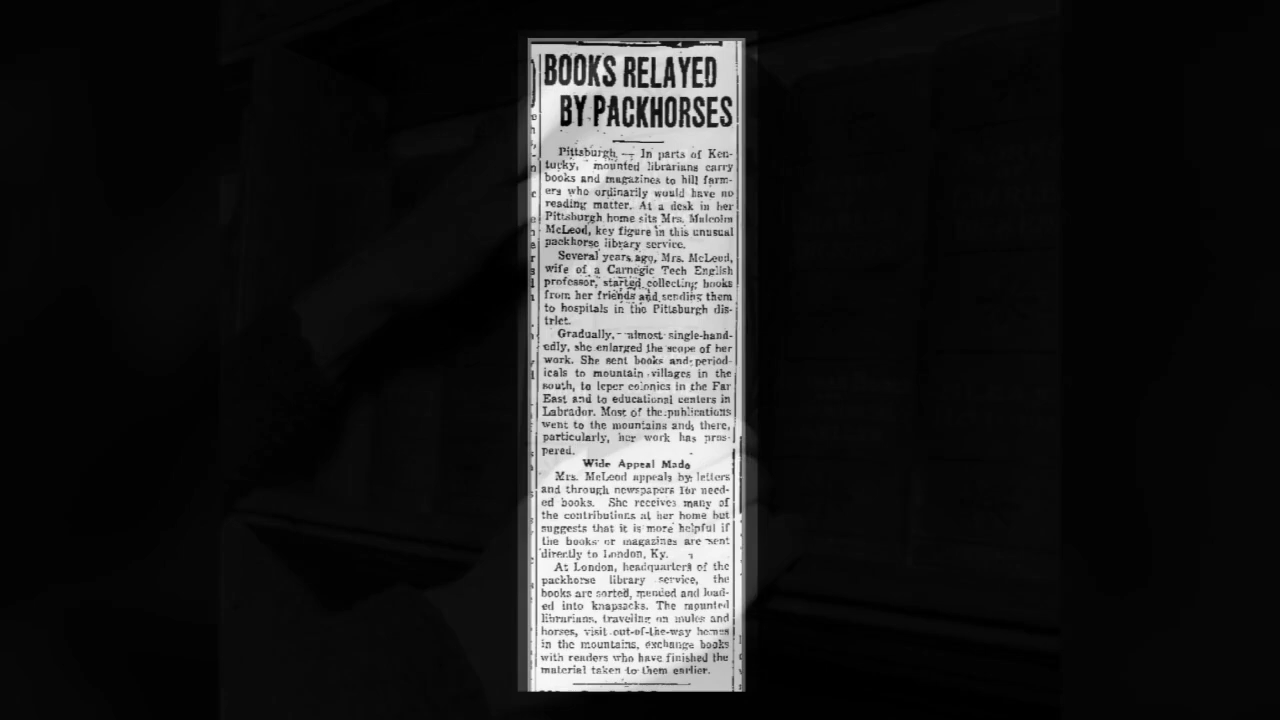 BOOKS RELAYED
BY PACKHORSES
Pittsburgh — In parts of Ken-
tucky, mounted librarians carry
books and magazines to hill farm-
ers who ordinarily would have no
reading matter. At a desk in her
Pittsburgh home sits Mrs. Malcolm
McLeod, key figure in this unusual
packhorse library service.
Several years ago, Mrs. McLeod,
wife of a Carnegie Tech English
professor, started collecting books
from her friends and sending them
to hospitals in the Pittsburgh dis-
trict.
Gradually, almost single-hand-
edly, she enlarged the scope of her
work. She sent books and period-
icals to mountain villages in the
south, to leper colonies in the Far
East and to educational centers in
Labrador. Most of the publications
went to the mountains and, there,
particularly, her work has pros-
pered.
Wide Appeal Made
Mrs. McLeod appeals by letters
and through newspapers for need-
ed books. She receives many of
the contributions at her home but
suggests that it is more helpful if
the books or magazines are sent
directly to London, Ky.
At London, headquarters of the
packhorse library service, the
books are sorted, mended and load-
ed into knapsacks. The mounted
librarians, traveling on mules and
horses, visit out-of-the-way homes
in the mountains, exchange books
with readers who have finished the
material taken to them earlier.